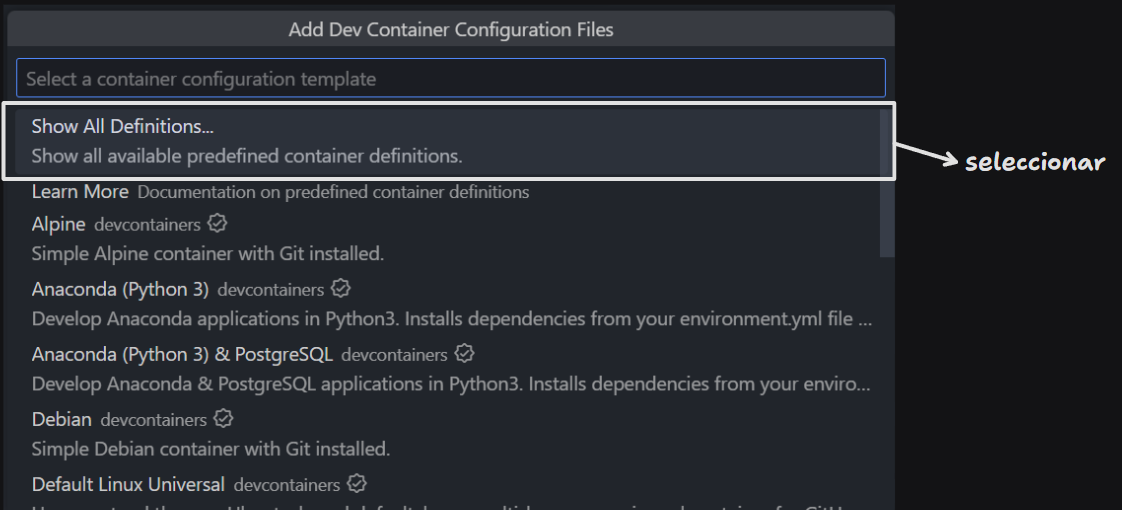 Add Dev Container Configuration Files
Select a container configuration template
Show All Definitions...
Show all available predefined container definitions.
seleccionar
Learn More Documentation on predefined container definitions
Alpine devcontainers
Simple Alpine container with Git installed.
Anaconda (Python 3) devcontainers
Develop Anaconda applications in Python3. Installs dependencies from your environment.yml file ...
Anaconda (Python 3) & PostgreSQL devcontainers
Develop Anaconda & PostgreSQL applications in Python3. Installs dependencies from your enviro...
Debian devcontainers
Simple Debian container with Git installed.
Default Linux Universal devcontainers